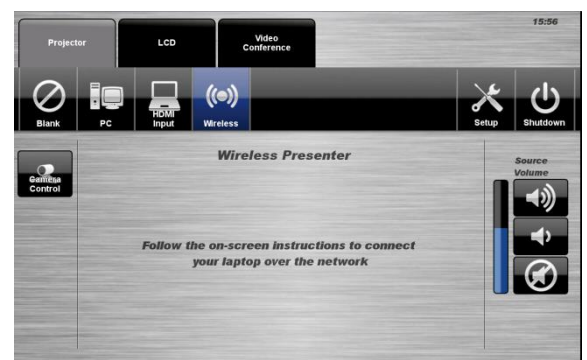 15:56
Projector
LCD
Video
Conference
Blank
PC
HDMI
Input
Wireless
Setup
Shutdown
Camera
Control
Wireless Presenter
Source
Volume
Follow the on-screen instructions to connect
your laptop over the network